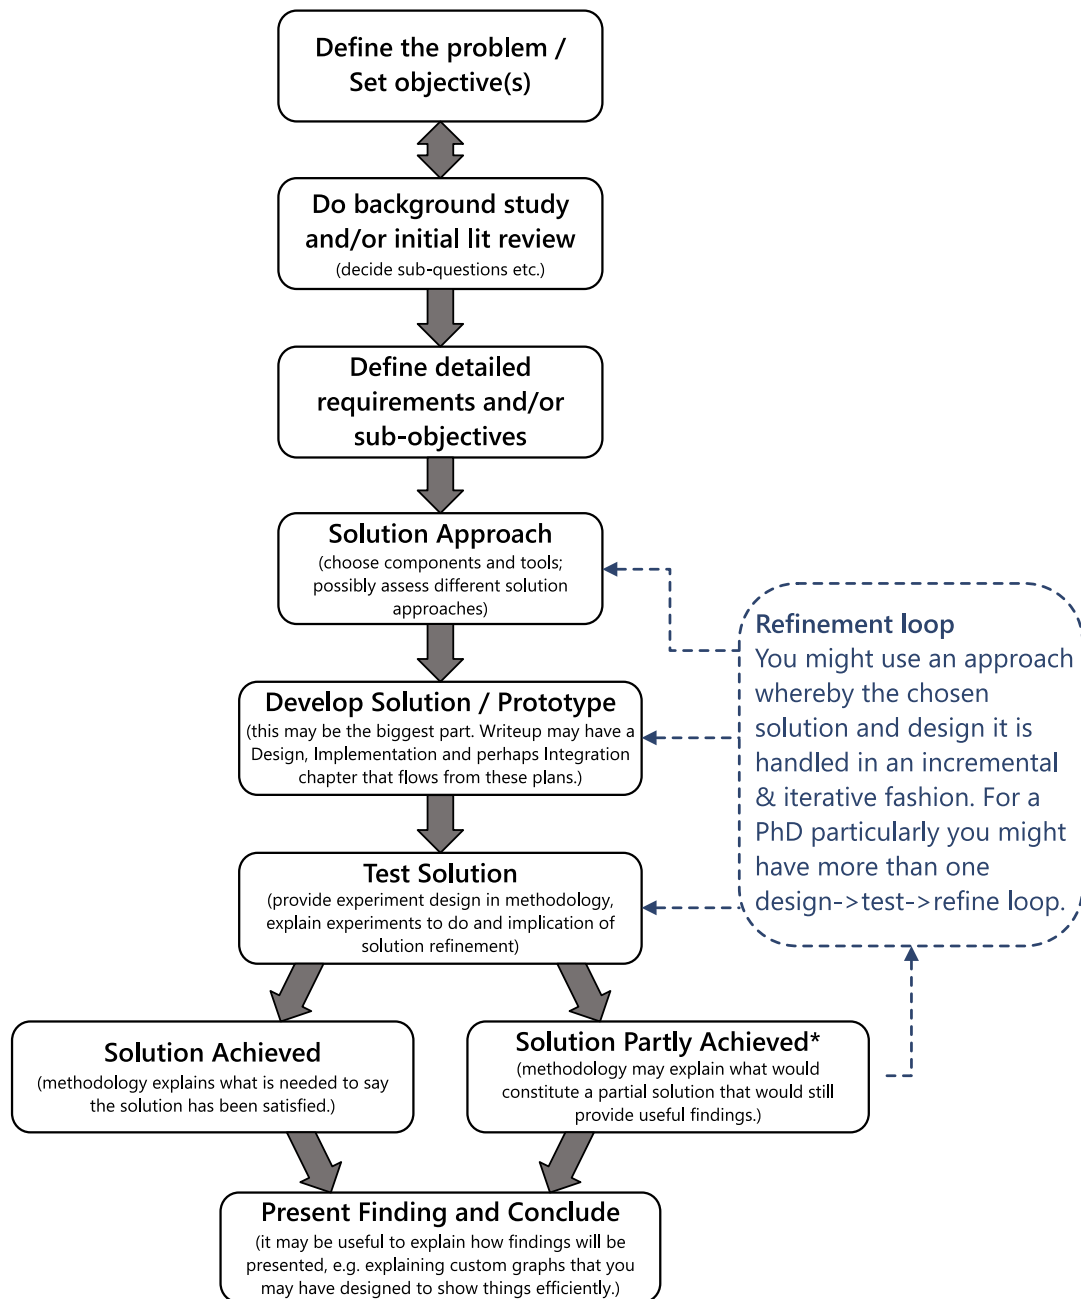 Define the problem /
Set objective(s)
Do background study
and/or initial lit review
(decide sub-questions etc.)
Define detailed
requirements and/or
sub-objectives
Solution Approach
(choose components and tools;
possibly assess different solution
approaches)
Refinement loop
You might use an approach
whereby the chosen
solution and design it is
handled in an incremental
& iterative fashion. For a
PhD particularly you might
have more than one
design->test->refine loop.
Develop Solution / Prototype
(this may be the biggest part. Writeup may have a
Design, Implementation and perhaps Integration
chapter that flows from these plans.)
Test Solution
(provide experiment design in methodology,
explain experiments to do and implication of
solution refinement)
Solution Achieved
(methodology explains what is needed to say
the solution has been satisfied.)
Solution Partly Achieved*
(methodology may explain what would
constitute a partial solution that would still
provide useful findings.)
Present Finding and Conclude
(it may be useful to explain how findings will be
presented, e.g. explaining custom graphs that you
may have designed to show things efficiently.)